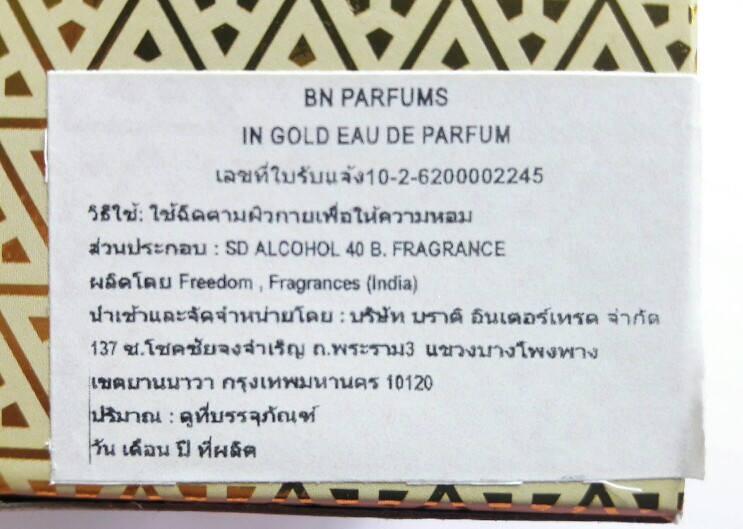 BN PARFUMS
IN GOLD EAU DE PARFUM
เลขที่ใบรับแจ้ง10-2-6200002245
วิธีใช้: ใช้ฉีดตามผิวกายเพื่อให้ความหอม
ส่วนประกอบ : SD ALCOHOL 40 B. FRAGRANCE
ผลิตโดย Freedom , Fragrances (India)
นำเข้าและจัดจำหน่ายโดย : บริษัท บราดิ อินเตอร์เทรด จำกัด
137 ซ.โชคชัยจงจำเริญ ถ.พระราม3 แขวงบางโพงพาง
เขตยานนาวา กรุงเทพมหานคร 10120
ปริมาณ : ดูที่บรรจุภัณฑ์
วัน เดือน ปี ที่ผลิต